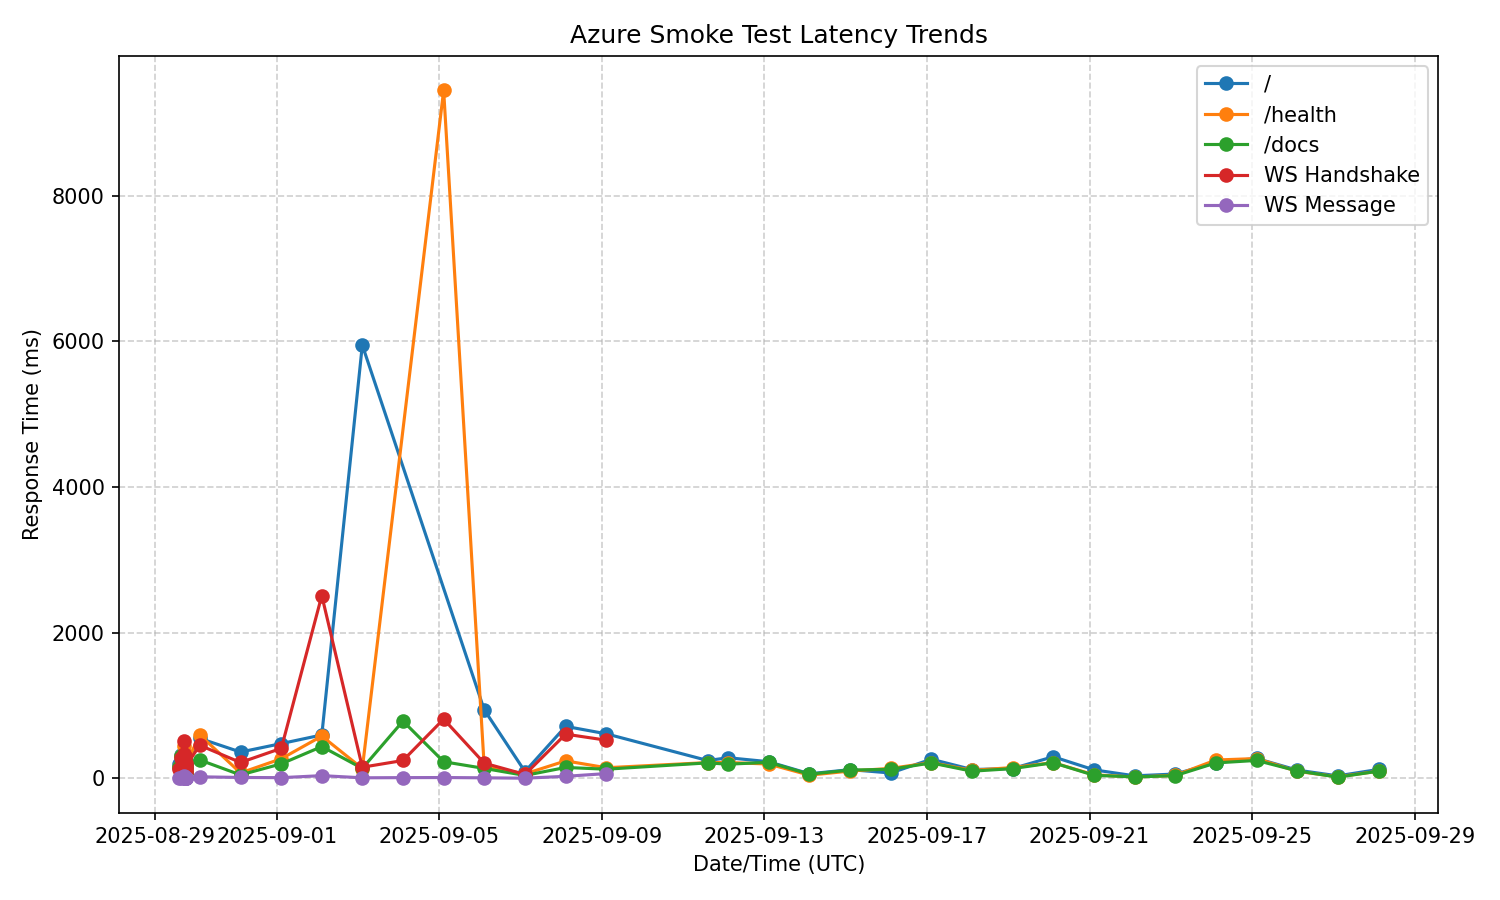 Azure Smoke Test Latency Trends
/
/health
/docs
WS Handshake
WS Message
Response Time (ms)
8000
6000
4000
2000
0
2025-08-29
2025-09-01
2025-09-05
2025-09-09
2025-09-13
2025-09-17
2025-09-21
2025-09-25
2025-09-29
Date/Time (UTC)